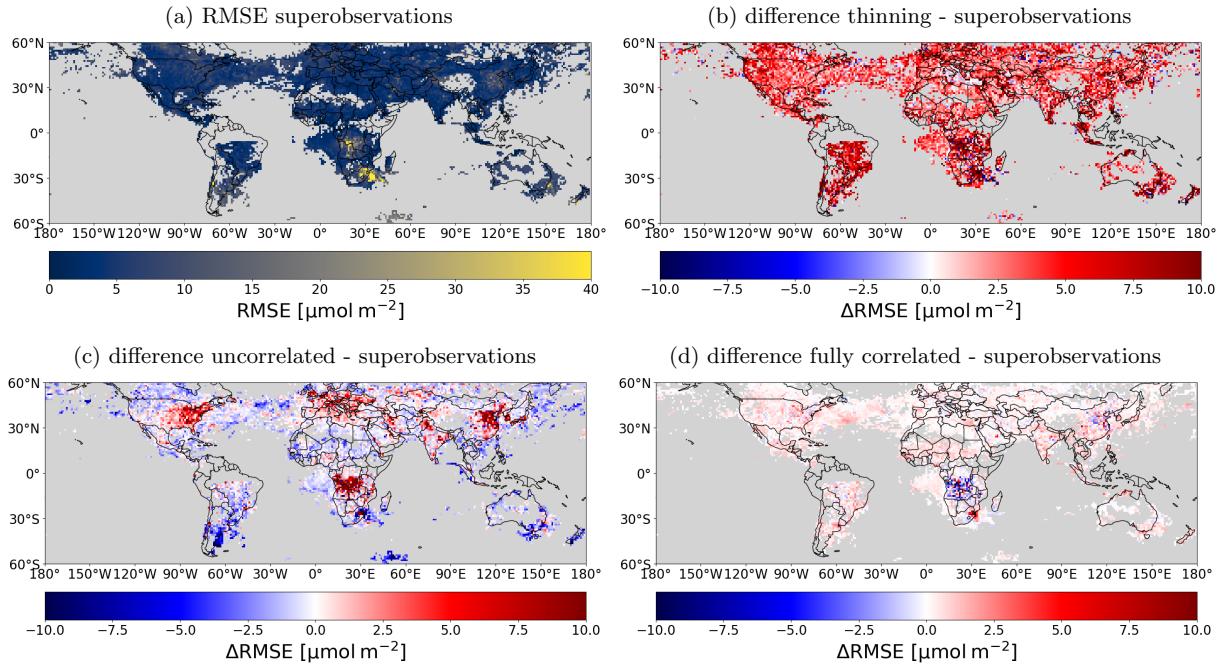 (a) RMSE superobservations
60°N
30°N
0°
30°S
60°S
180° 150°W 120°W 90°W 60°W 30°W 0° 30°E 60°E 90°E 120°E 150°E 180°
0 5 10 15 20 25 30 35 40
RMSE [µmol m⁻²]
(b) difference thinning - superobservations
60°N
30°N
0°
30°S
60°S
180° 150°W 120°W 90°W 60°W 30°W 0° 30°E 60°E 90°E 120°E 150°E 180°
−10.0 −7.5 −5.0 −2.5 0.0 2.5 5.0 7.5 10.0
ΔRMSE [µmol m⁻²]
(c) difference uncorrelated - superobservations
60°N
30°N
0°
30°S
60°S
180° 150°W 120°W 90°W 60°W 30°W 0° 30°E 60°E 90°E 120°E 150°E 180°
−10.0 −7.5 −5.0 −2.5 0.0 2.5 5.0 7.5 10.0
ΔRMSE [µmol m⁻²]
(d) difference fully correlated - superobservations
60°N
30°N
0°
30°S
60°S
180° 150°W 120°W 90°W 60°W 30°W 0° 30°E 60°E 90°E 120°E 150°E 180°
−10.0 −7.5 −5.0 −2.5 0.0 2.5 5.0 7.5 10.0
ΔRMSE [µmol m⁻²]